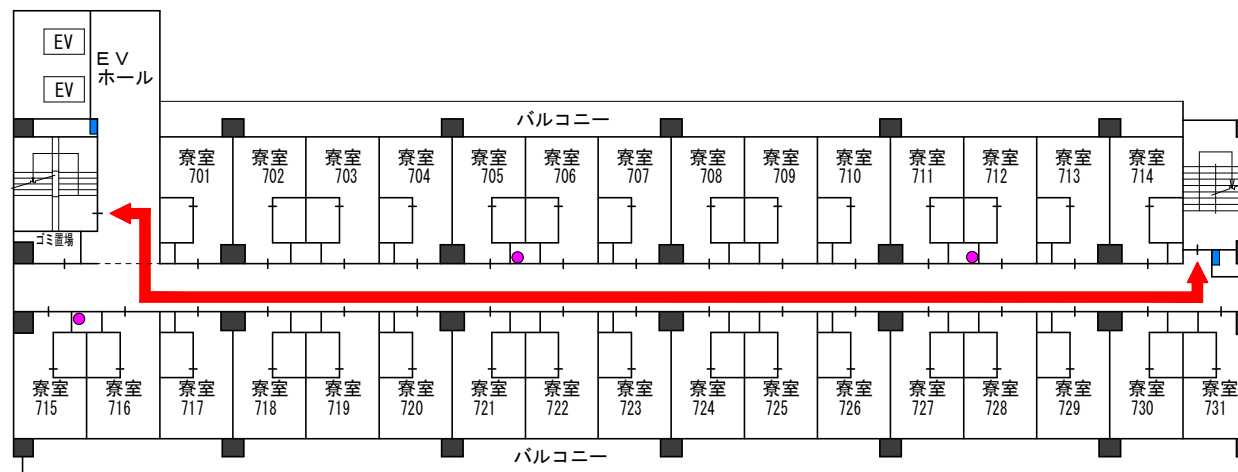 EV
EV
ＥＶ
ホール
バルコニー
寮室
701
寮室
702
寮室
703
寮室
704
寮室
705
寮室
706
寮室
707
寮室
708
寮室
709
寮室
710
寮室
711
寮室
712
寮室
713
寮室
714
ゴミ置場
寮室
715
寮室
716
寮室
717
寮室
718
寮室
719
寮室
720
寮室
721
寮室
722
寮室
723
寮室
724
寮室
725
寮室
726
寮室
727
寮室
728
寮室
729
寮室
730
寮室
731
バルコニー